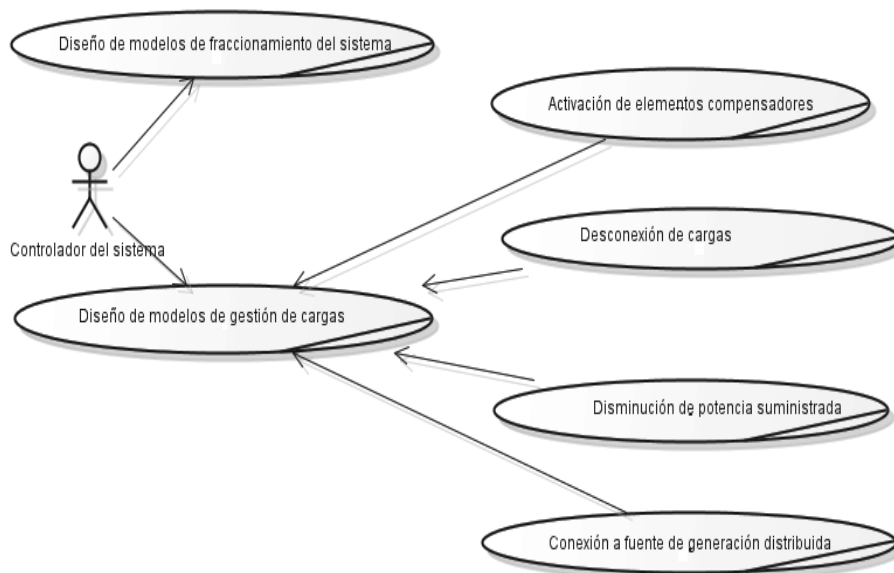 Diseño de modelos de fraccionamiento del sistema
Activación de elementos compensadores
Controlador del sistema
Desconexión de cargas
Diseño de modelos de gestión de cargas
Disminución de potencia suministrada
Conexión a fuente de generación distribuida